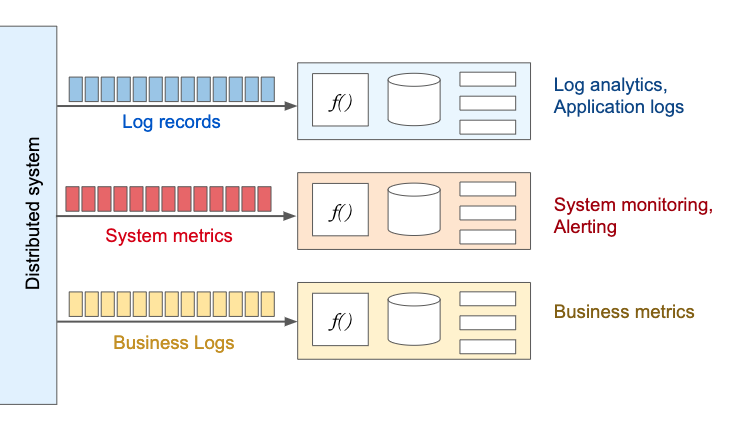 Distributed system
Log records
f()
Log analytics,
Application logs
System metrics
f()
System monitoring,
Alerting
Business Logs
f()
Business metrics